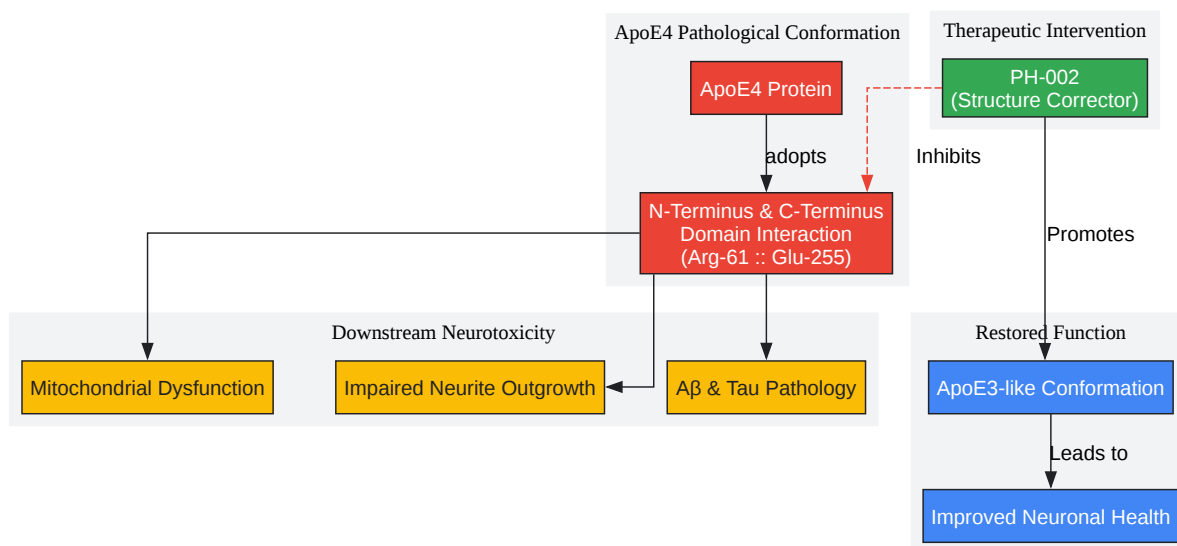 ApoE4 Pathological Conformation
Therapeutic Intervention
ApoE4 Protein
PH-002
(Structure Corrector)
adopts
Inhibits
N-Terminus & C-Terminus
Domain Interaction
(Arg-61 :: Glu-255)
Promotes
Downstream Neurotoxicity
Restored Function
Mitochondrial Dysfunction
Impaired Neurite Outgrowth
Aβ & Tau Pathology
ApoE3-like Conformation
Leads to
Improved Neuronal Health